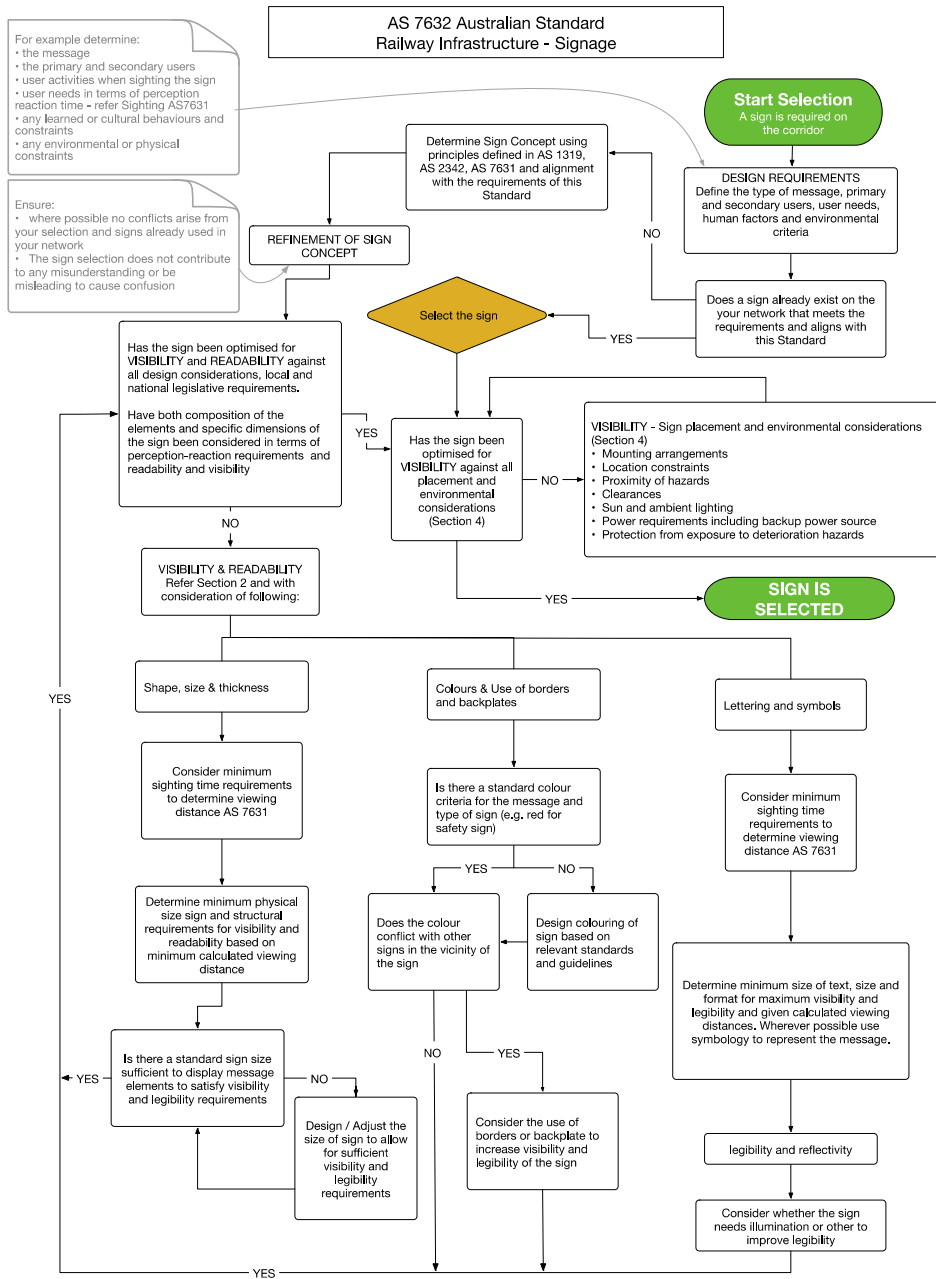 AS 7632 Australian Standard
Railway Infrastructure - Signage
For example determine:
• the message
• the primary and secondary users
• user activities when sighting the sign
• user needs in terms of perception
reaction time - refer Sighting AS7631
• any learned or cultural behaviours and
constraints
• any environmental or physical
constraints
Start Selection
A sign is required on
the corridor
Determine Sign Concept using
principles defined in AS 1319,
AS 2342, AS 7631 and alignment
with the requirements of this
Standard
DESIGN REQUIREMENTS
Define the type of message, primary
and secondary users, user needs,
human factors and environmental
criteria
Ensure:
• where possible no conflicts arise from
your selection and signs already used in
your network
• The sign selection does not contribute
to any misunderstanding or be
misleading to cause confusion
REFINEMENT OF SIGN
CONCEPT
NO
Does a sign already exist on the
your network that meets the
requirements and aligns with
this Standard
Select the sign
YES
Has the sign been optimised for
VISIBILITY and READABILITY against
all design considerations, local and
national legislative requirements.
Have both composition of the
elements and specific dimensions of
the sign been considered in terms of
perception-reaction requirements and
readability and visibility
YES
Has the sign been
optimised for
VISIBILITY against all
placement and
environmental
considerations
(Section 4)
NO
VISIBILITY - Sign placement and environmental considerations
(Section 4)
• Mounting arrangements
• Location constraints
• Proximity of hazards
• Clearances
• Sun and ambient lighting
• Power requirements including backup power source
• Protection from exposure to deterioration hazards
NO
VISIBILITY & READABILITY
Refer Section 2 and with
consideration of following:
YES
SIGN IS
SELECTED
YES
Shape, size & thickness
Colours & Use of borders
and backplates
Lettering and symbols
Consider minimum
sighting time requirements
to determine viewing
distance AS 7631
Is there a standard colour
criteria for the message and
type of sign (e.g. red for
safety sign)
Consider minimum
sighting time
requirements to
determine viewing
distance AS 7631
YES
NO
Determine minimum physical
size sign and structural
requirements for visibility and
readability based on
minimum calculated viewing
distance
Does the colour
conflict with other
signs in the vicinity of
the sign
Design colouring of
sign based on
relevant standards
and guidelines
Determine minimum size of text, size and
format for maximum visibility and
legibility and given calculated viewing
distances. Wherever possible use
symbology to represent the message.
YES
Is there a standard sign size
sufficient to display message
elements to satisfy visibility
and legibility requirements
NO
NO
YES
Design / Adjust the
size of sign to allow
for sufficient
visibility and
legibility
requirements
Consider the use of
borders or backplate to
increase visibility and
legibility of the sign
legibility and reflectivity
Consider whether the sign
needs illumination or other to
improve legibility
YES